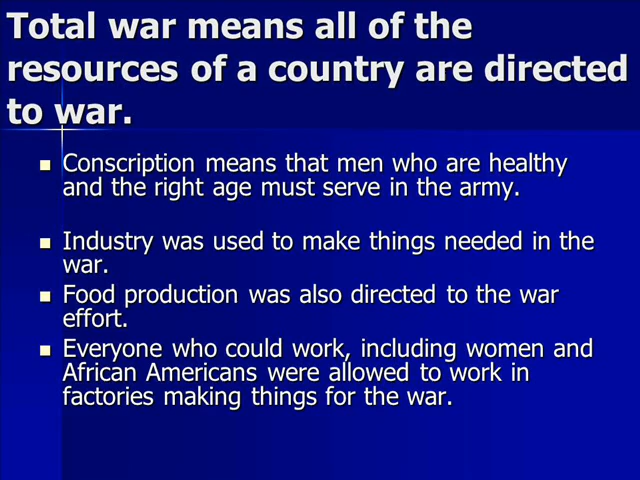 Total war means all of the
resources of a country are directed
to war.
Conscription means that men who are healthy
and the right age must serve in the army.
Industry was used to make things needed in the
war.
Food production was also directed to the war
effort.
Everyone who could work, including women and
African Americans were allowed to work in
factories making things for the war.